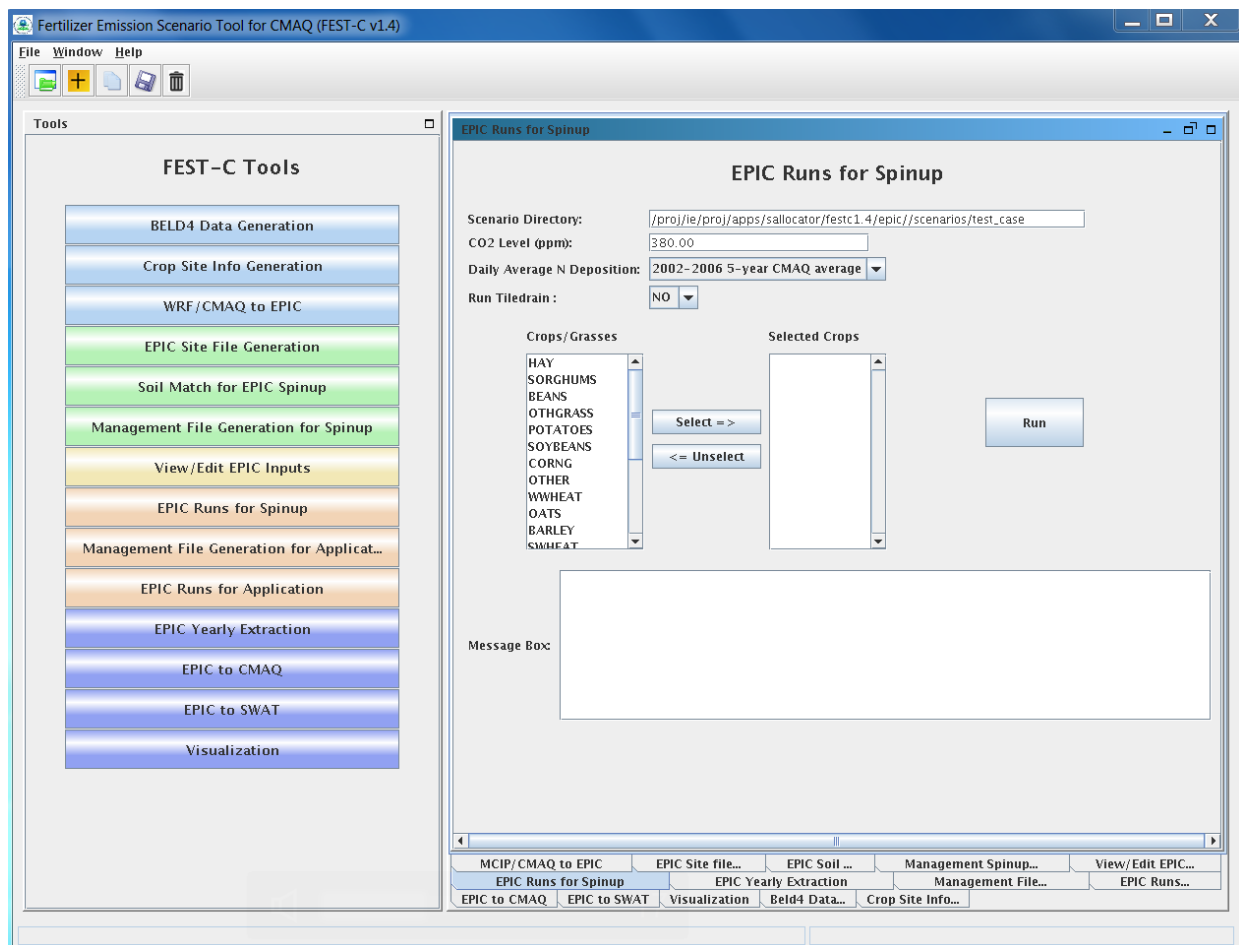 Fertilizer Emission Scenario Tool for CMAQ (FEST-C v1.4)
File Window Help
Tools
FEST-C Tools
BELD4 Data Generation
Crop Site Info Generation
WRF/CMAQ to EPIC
EPIC Site File Generation
Soil Match for EPIC Spinup
Management File Generation for Spinup
View/Edit EPIC Inputs
EPIC Runs for Spinup
Management File Generation for Applicat...
EPIC Runs for Application
EPIC Yearly Extraction
EPIC to CMAQ
EPIC to SWAT
Visualization
EPIC Runs for Spinup
EPIC Runs for Spinup
Scenario Directory: /proj/ie/proj/apps/sallocator/festc1.4/epic//scenarios/test_case
CO2 Level (ppm): 380.00
Daily Average N Deposition: 2002-2006 5-year CMAQ average
Run Tiledrain : NO
Crops/Grasses Selected Crops
HAY
SORGHUMS
BEANS
OTHGRASS
POTATOES
SOYBEANS
CORNG
OTHER
WWHEAT
OATS
BARLEY
SWHEAT
Select =>
<= Unselect
Run
Message Box:
MCIP/CMAQ to EPIC EPIC Site file... EPIC Soil ... Management Spinup... View/Edit EPIC...
EPIC Runs for Spinup EPIC Yearly Extraction Management File... EPIC Runs...
EPIC to CMAQ EPIC to SWAT Visualization Beld4 Data... Crop Site Info...